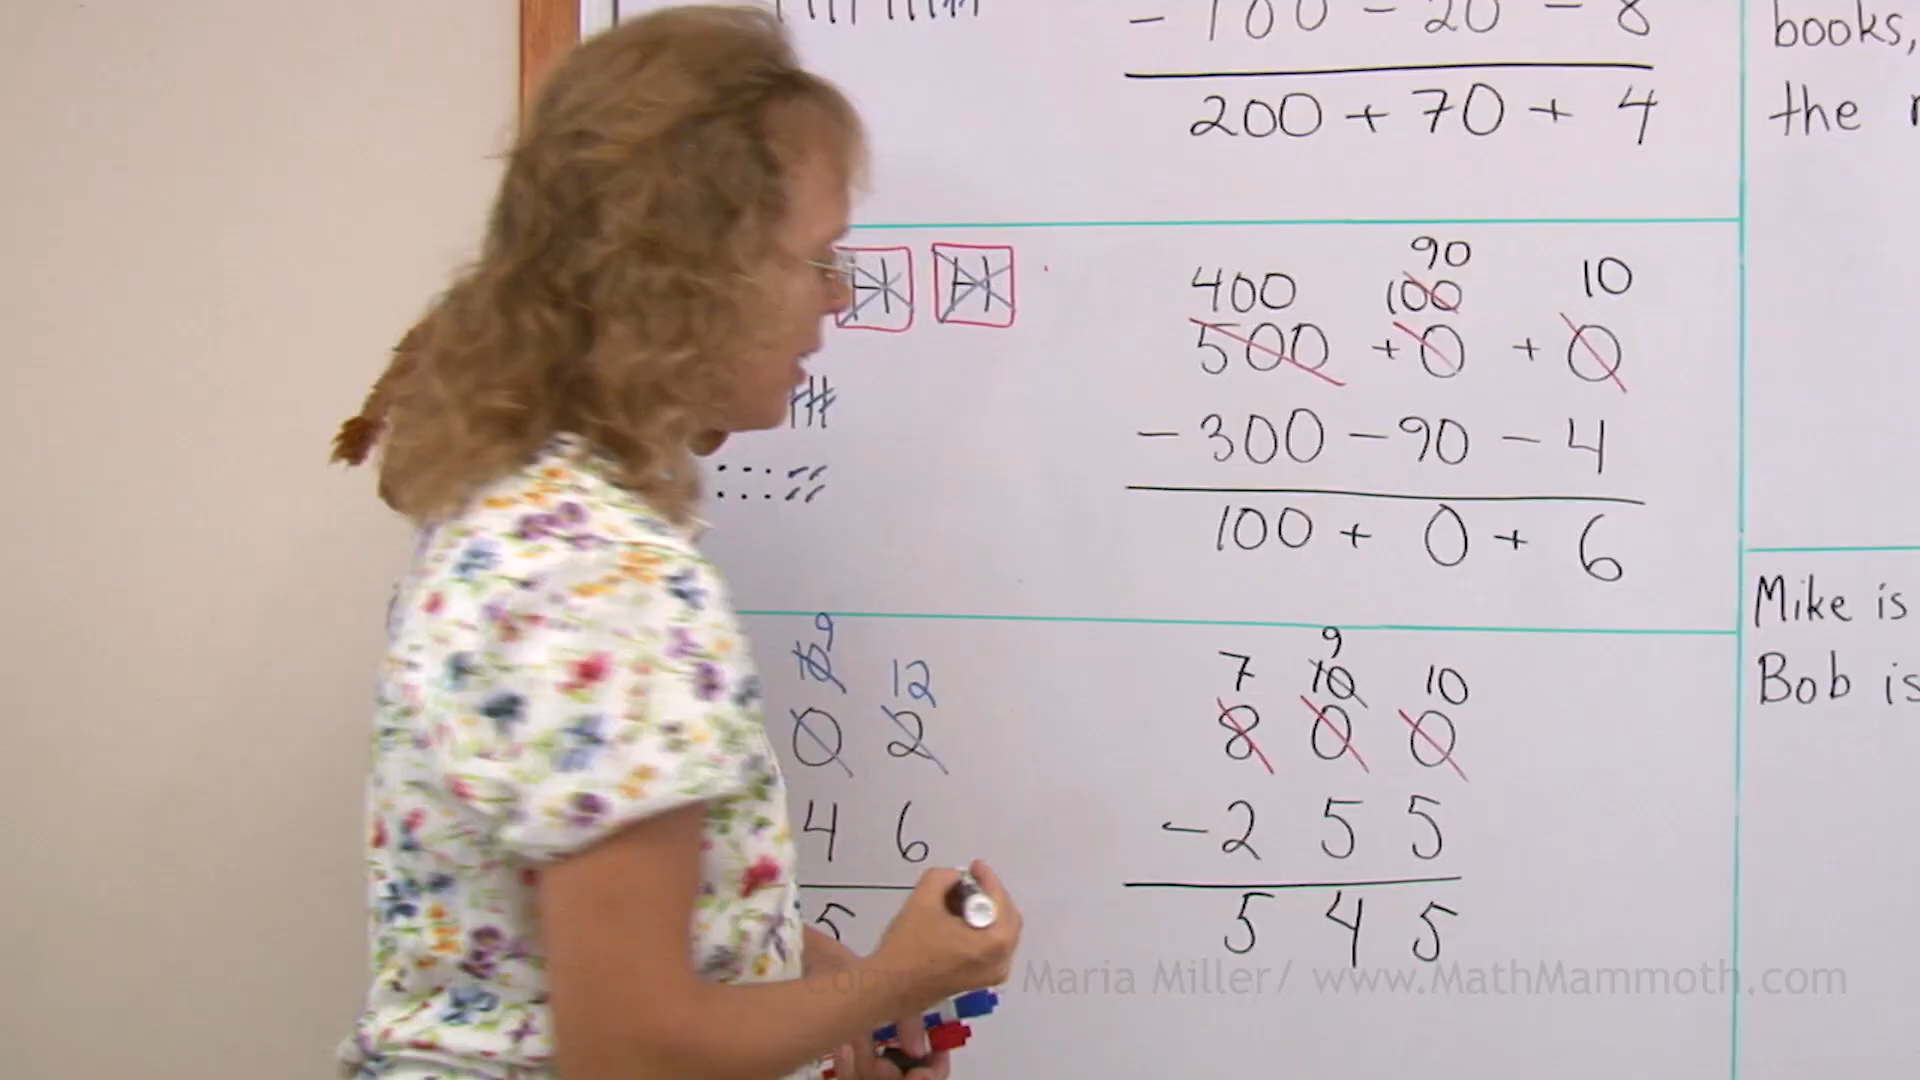 - 100 - 20 - 8
200 + 70 + 4
books,
the
H H
90
400 100 10
500 + 0 + 0
- 300 - 90 - 4
100 + 0 + 6
9
10 12
0 2
4 6
5
9
7 10 10
8 0 0
- 2 5 5
5 4 5
Mike is
Bob is
Maria Miller/ www.MathMammoth.com